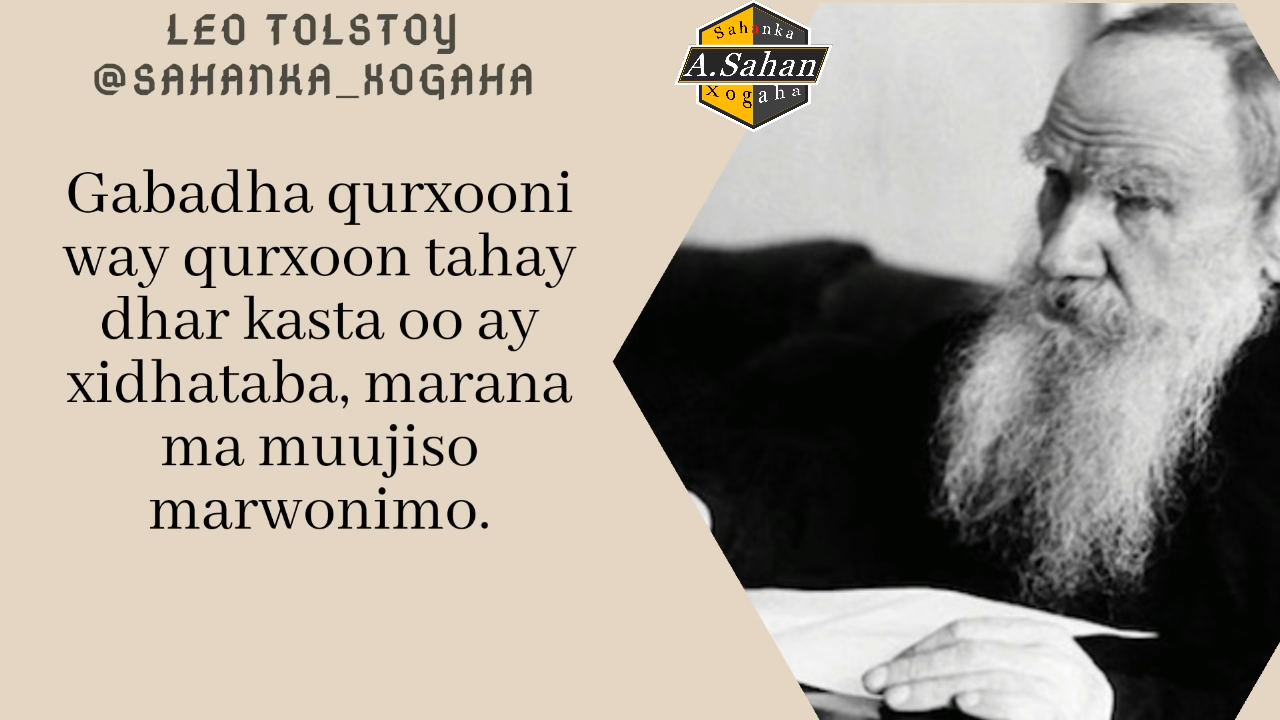 LEO TOLSTOY
@SAHANKA_XOGAHA
Sahanka
A.Sahan
Xogaha
Gabadha qurxooni
way qurxoon tahay
dhar kasta oo ay
xidhataba, marana
ma muujiso
marwonimo.